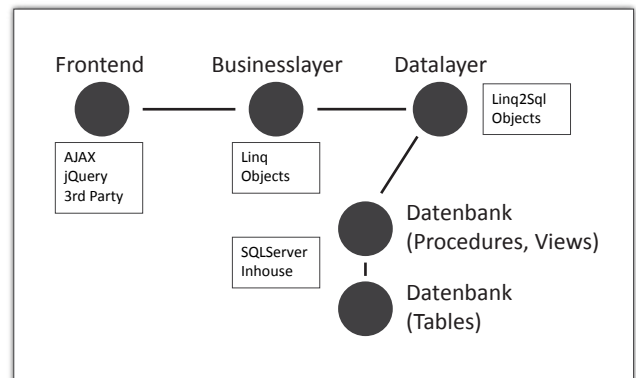 Frontend
Businesslayer
Datalayer
Linq2Sql
Objects
AJAX
jQuery
3rd Party
Linq
Objects
Datenbank
(Procedures, Views)
SQLServer
Inhouse
Datenbank
(Tables)